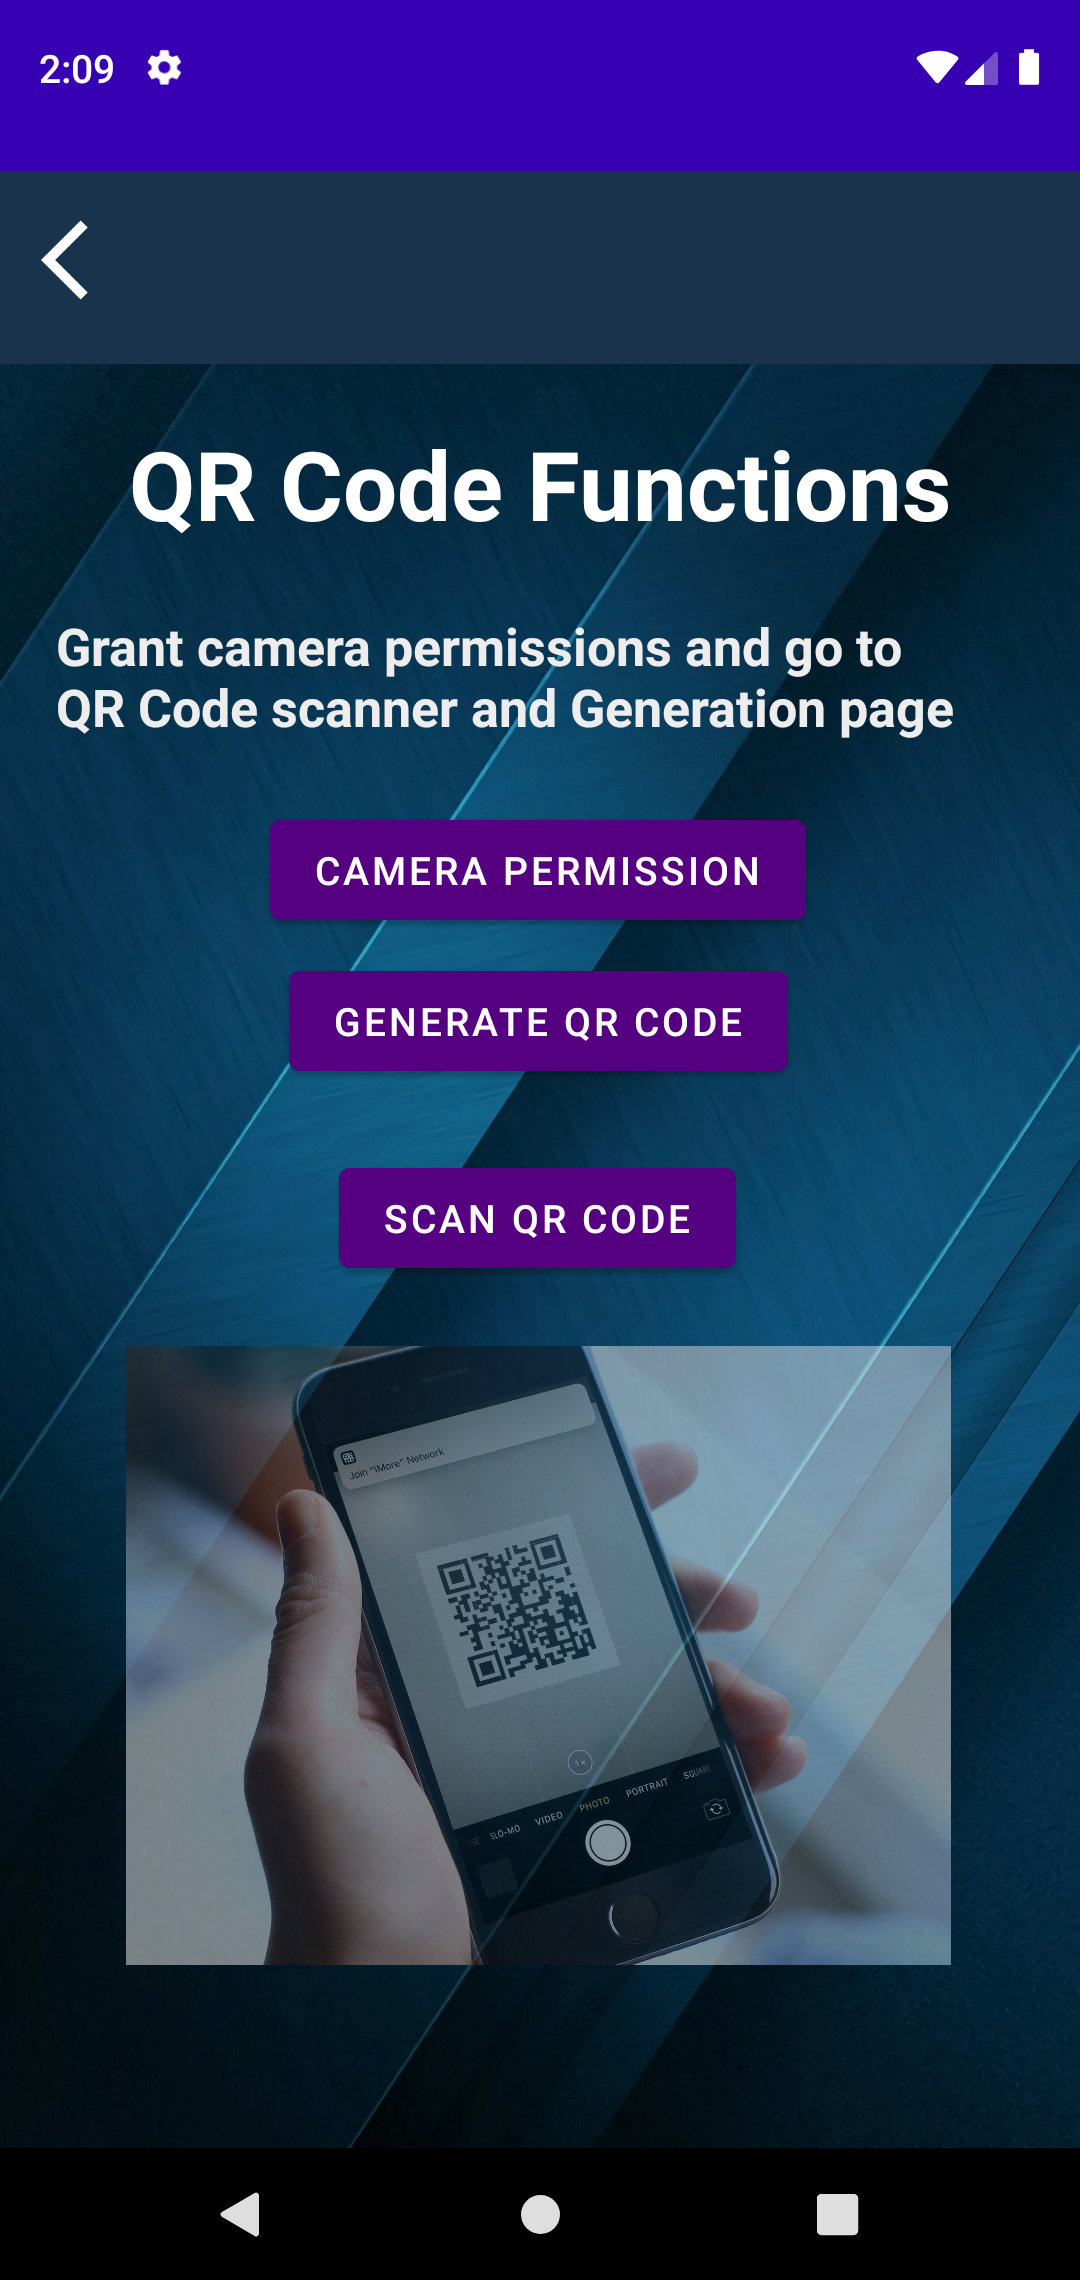 2:09
QR Code Functions
Grant camera permissions and go to
QR Code scanner and Generation page
CAMERA PERMISSION
GENERATE QR CODE
SCAN QR CODE
Join "iMore" Network
1×
SLO-MO VIDEO PHOTO PORTRAIT SQUARE